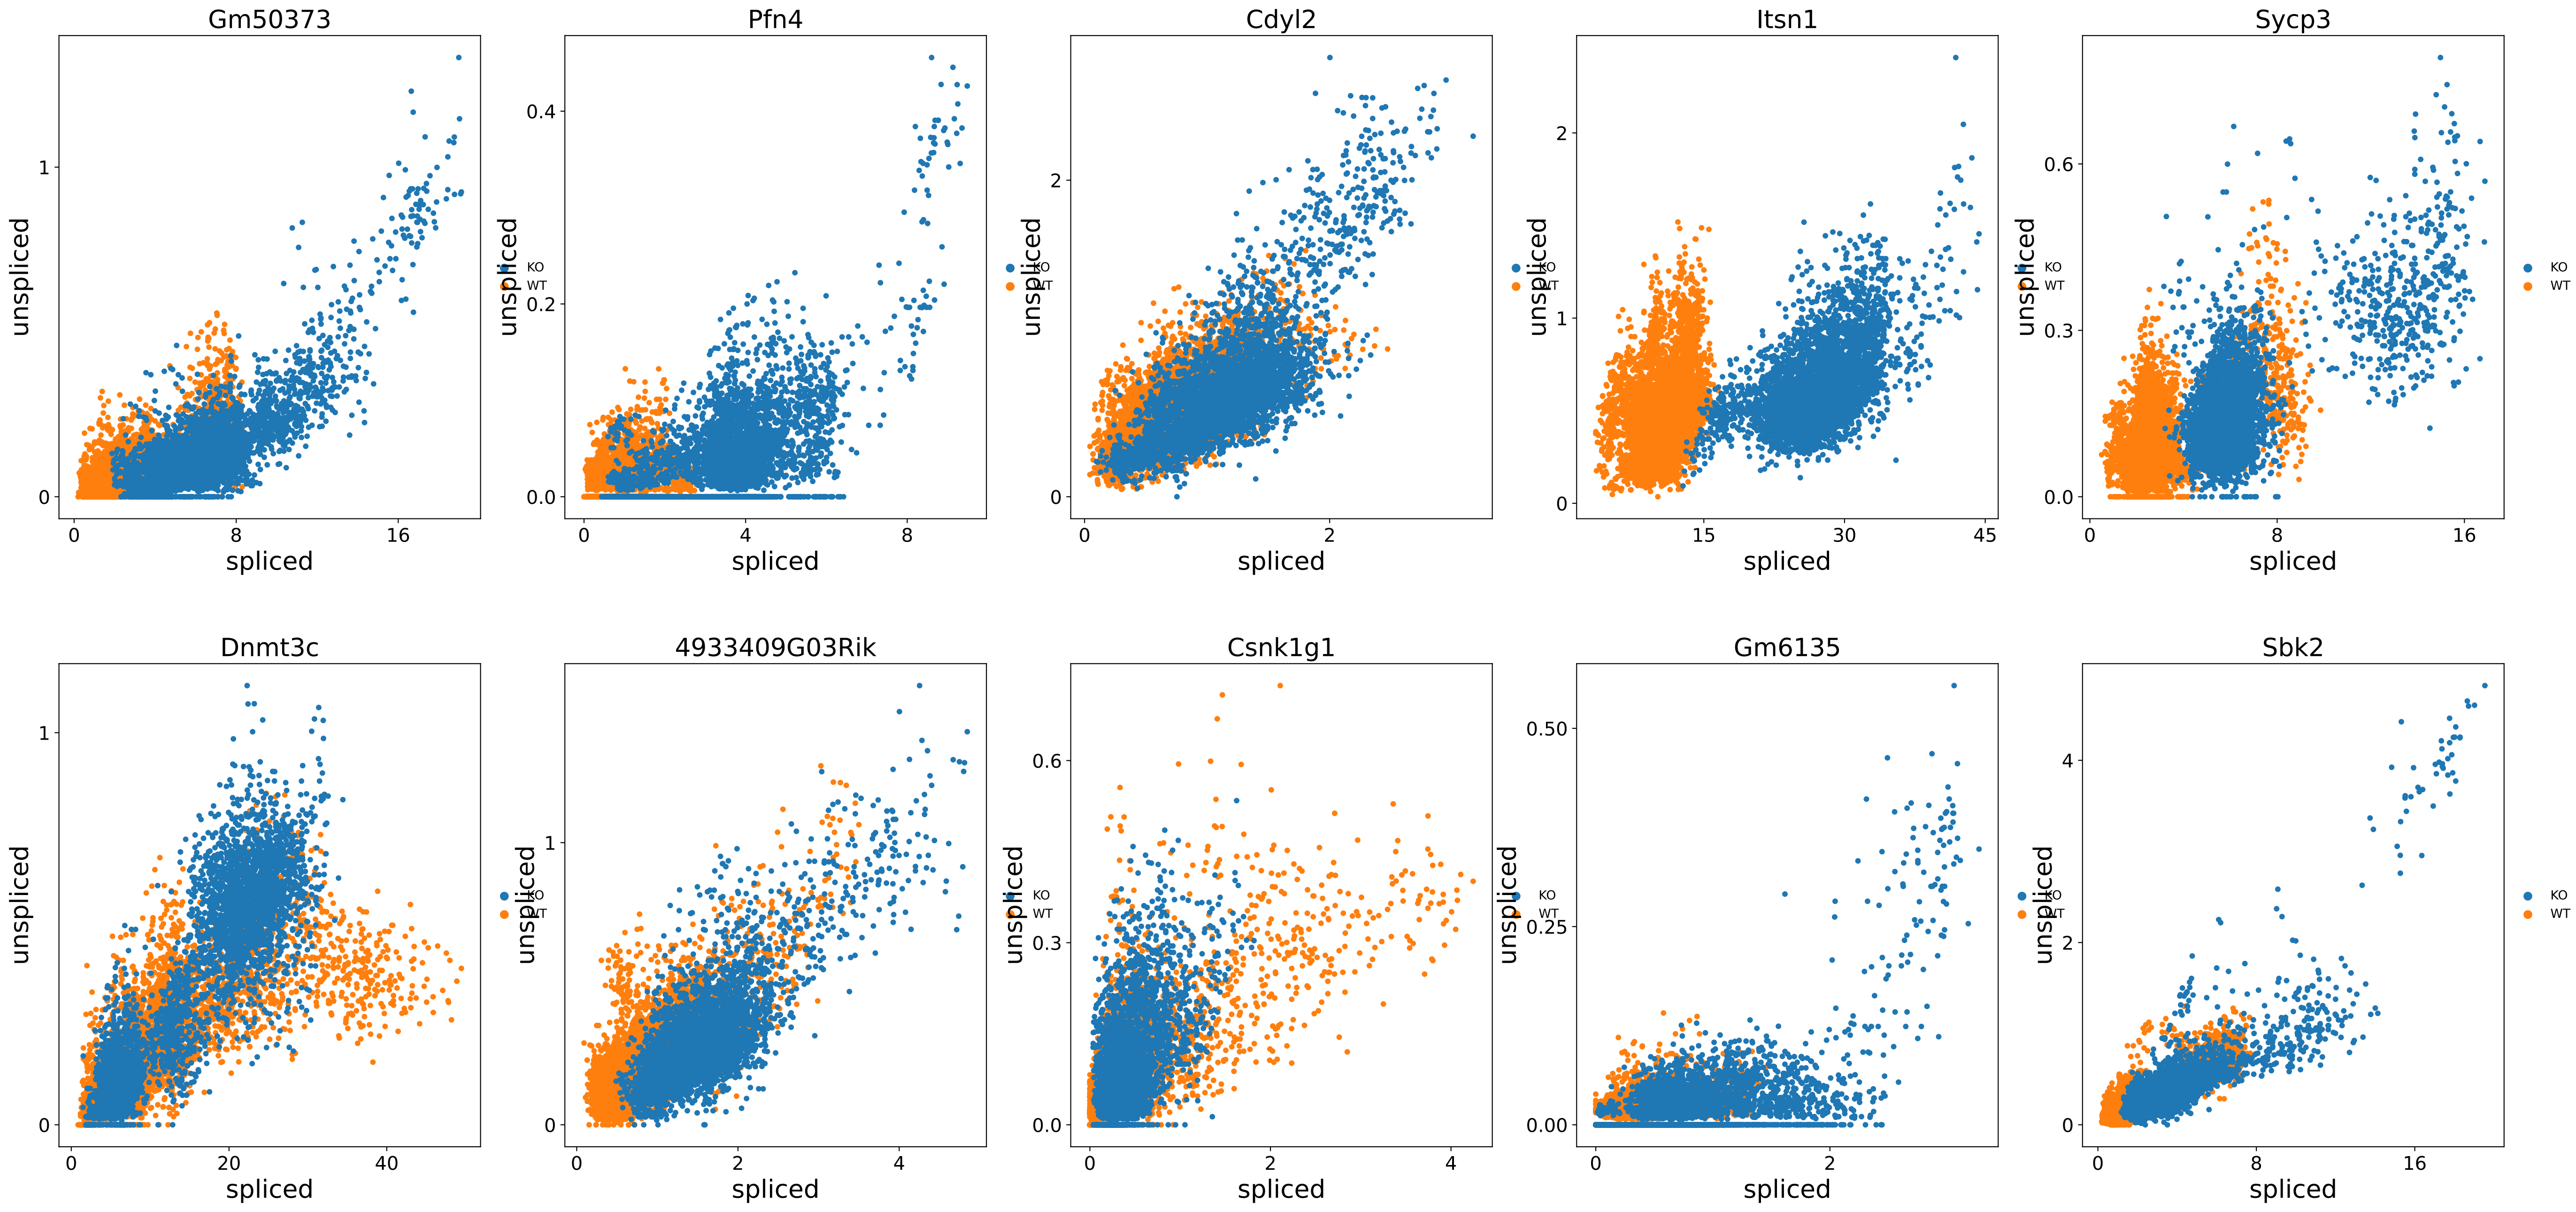 Gm50373
1
0
unspliced
0 8 16
spliced
KO
WT
Pfn4
0.4
0.2
0.0
unspliced
0 4 8
spliced
KO
WT
Cdyl2
2
0
unspliced
0 2
spliced
KO
WT
Itsn1
2
1
0
unspliced
15 30 45
spliced
KO
WT
Sycp3
0.6
0.3
0.0
unspliced
0 8 16
spliced
KO
WT
Dnmt3c
1
0
unspliced
0 20 40
spliced
KO
WT
4933409G03Rik
1
0
unspliced
0 2 4
spliced
KO
WT
Csnk1g1
0.6
0.3
0.0
unspliced
0 2 4
spliced
KO
WT
Gm6135
0.50
0.25
0.00
unspliced
0 2
spliced
KO
WT
Sbk2
4
2
0
unspliced
0 8 16
spliced
KO
WT